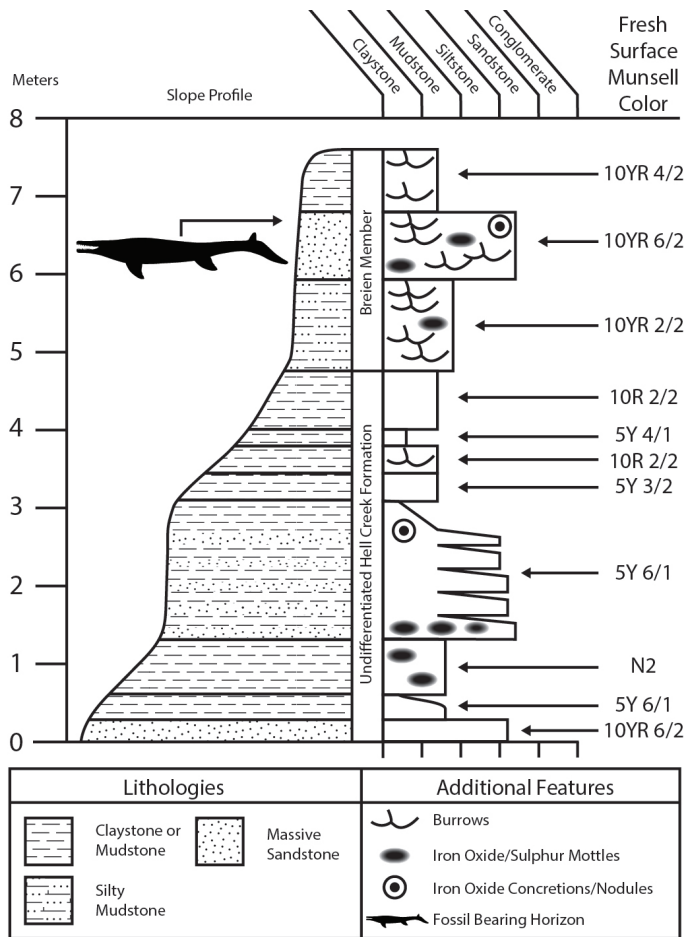 Meters
Slope Profile
Claystone
Mudstone
Siltstone
Sandstone
Conglomerate
Fresh
Surface
Munsell
Color
8
7
6
5
4
3
2
1
0
Breien Member
Undifferentiated Hell Creek Formation
10YR 4/2
10YR 6/2
10YR 2/2
10R 2/2
5Y 4/1
10R 2/2
5Y 3/2
5Y 6/1
N2
5Y 6/1
10YR 6/2
Lithologies
Claystone or
Mudstone
Massive
Sandstone
Silty
Mudstone
Additional Features
Burrows
Iron Oxide/Sulphur Mottles
Iron Oxide Concretions/Nodules
Fossil Bearing Horizon